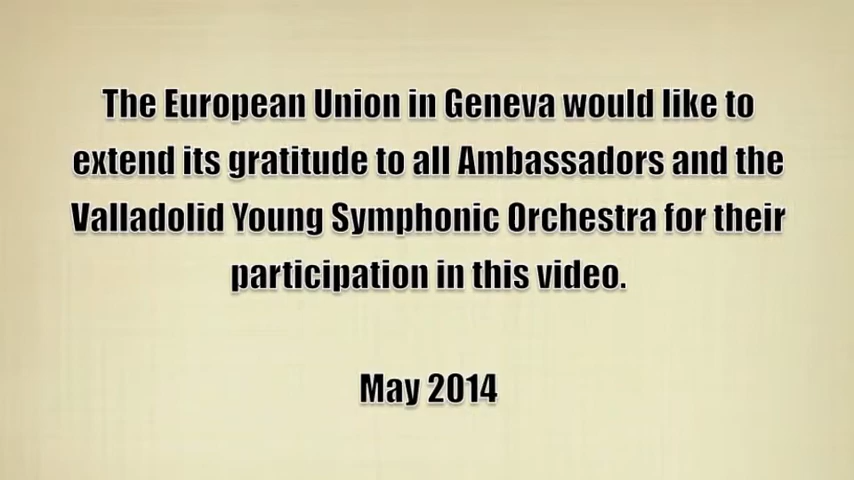 The European Union in Geneva would like to
extend its gratitude to all Ambassadors and the
Valladolid Young Symphonic Orchestra for their
participation in this video.
May 2014